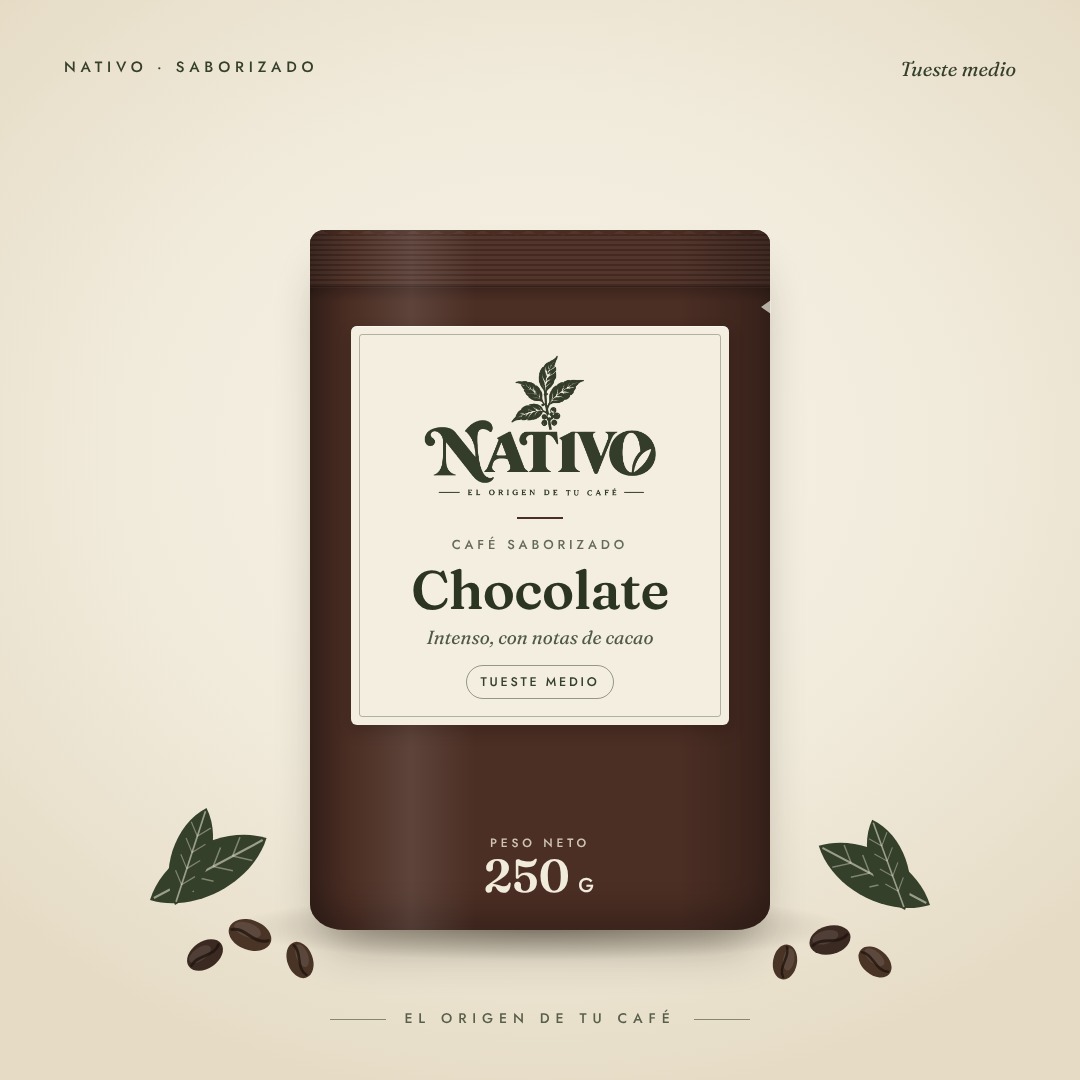 NATIVO · SABORIZADO
Tueste medio
NATIVO
EL ORIGEN DE TU CAFÉ
CAFÉ SABORIZADO
Chocolate
Intenso, con notas de cacao
TUESTE MEDIO
PESO NETO
250 G
EL ORIGEN DE TU CAFÉ